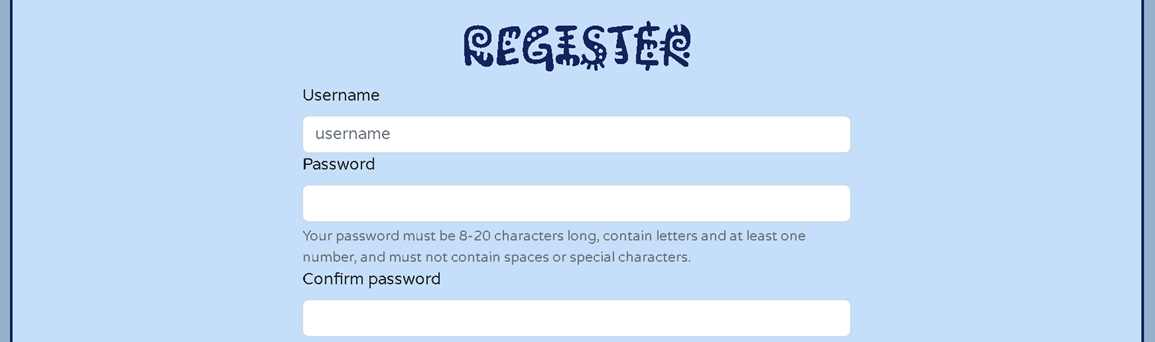 REGISTER
Username
username
Password
Your password must be 8-20 characters long, contain letters and at least one
number, and must not contain spaces or special characters.
Confirm password